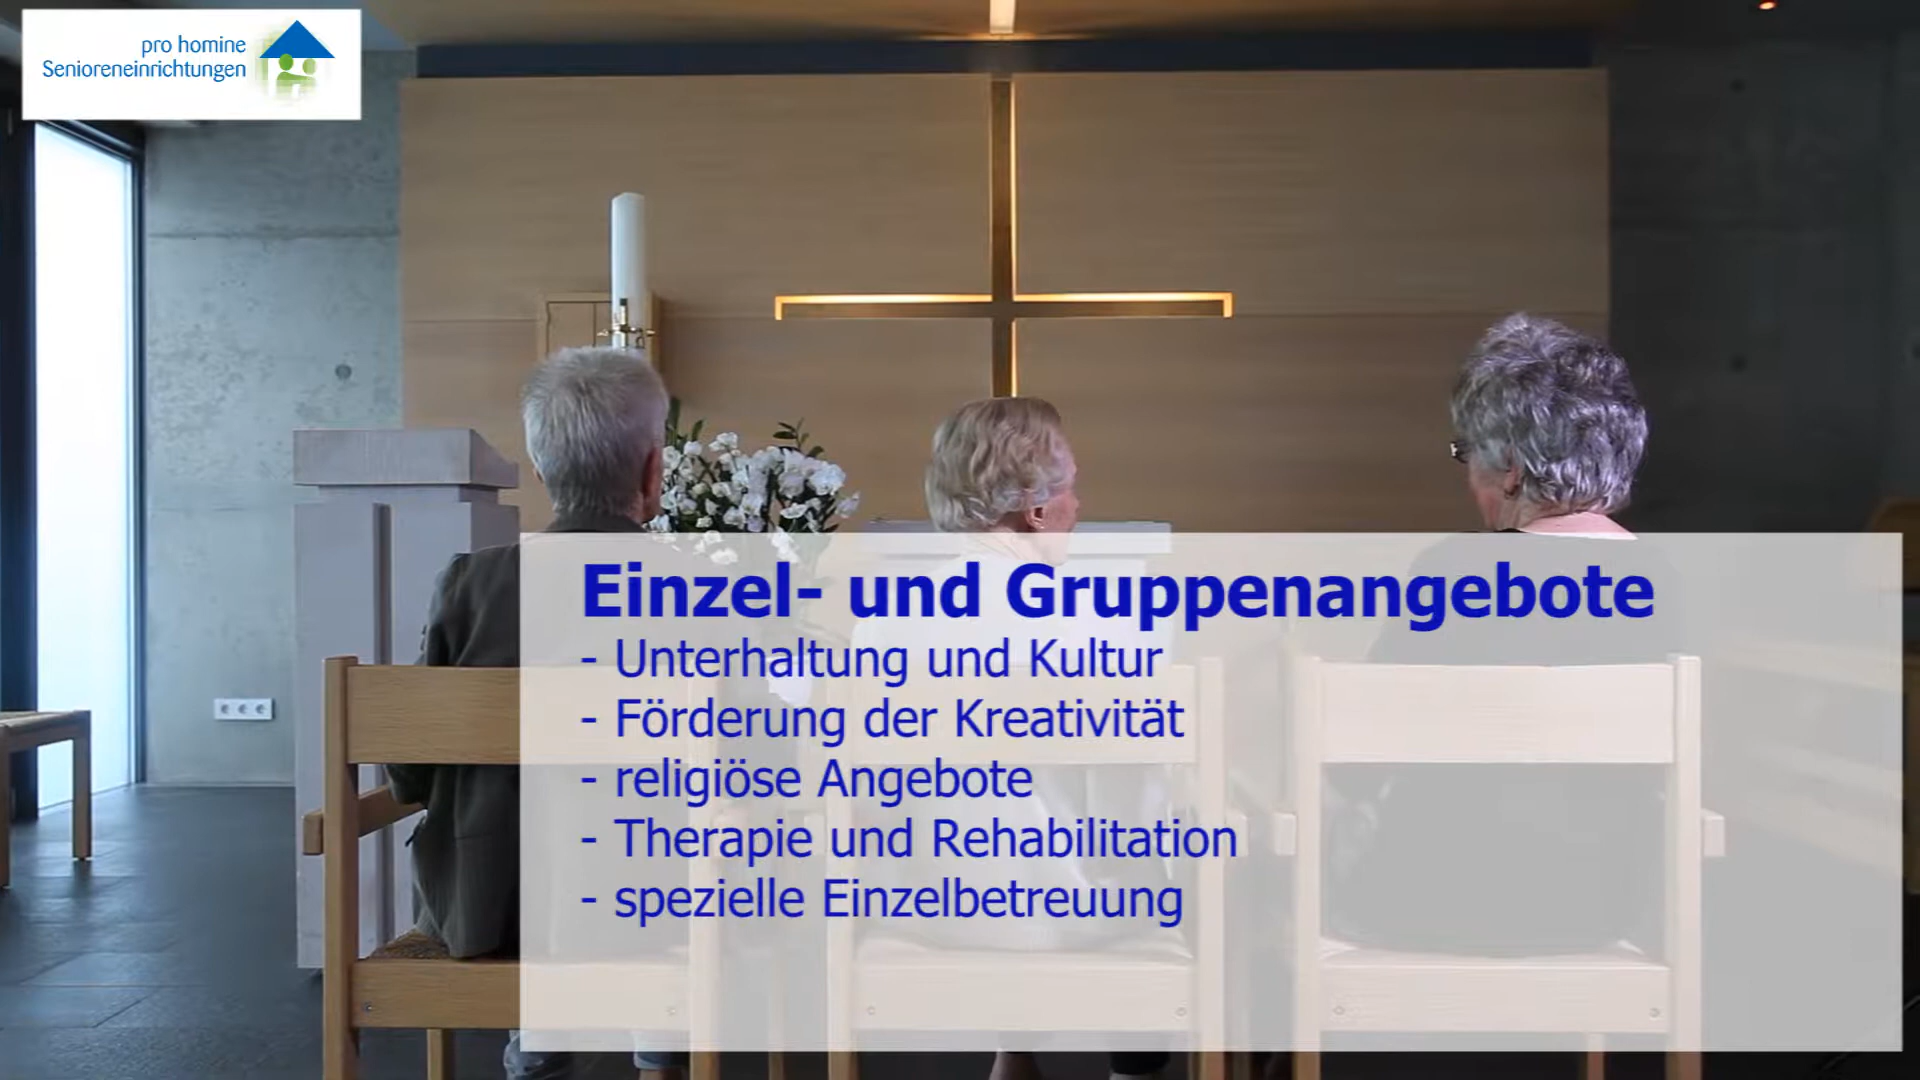 pro homine
Senioreneinrichtungen
Einzel- und Gruppenangebote
- Unterhaltung und Kultur
- Förderung der Kreativität
- religiöse Angebote
- Therapie und Rehabilitation
- spezielle Einzelbetreuung